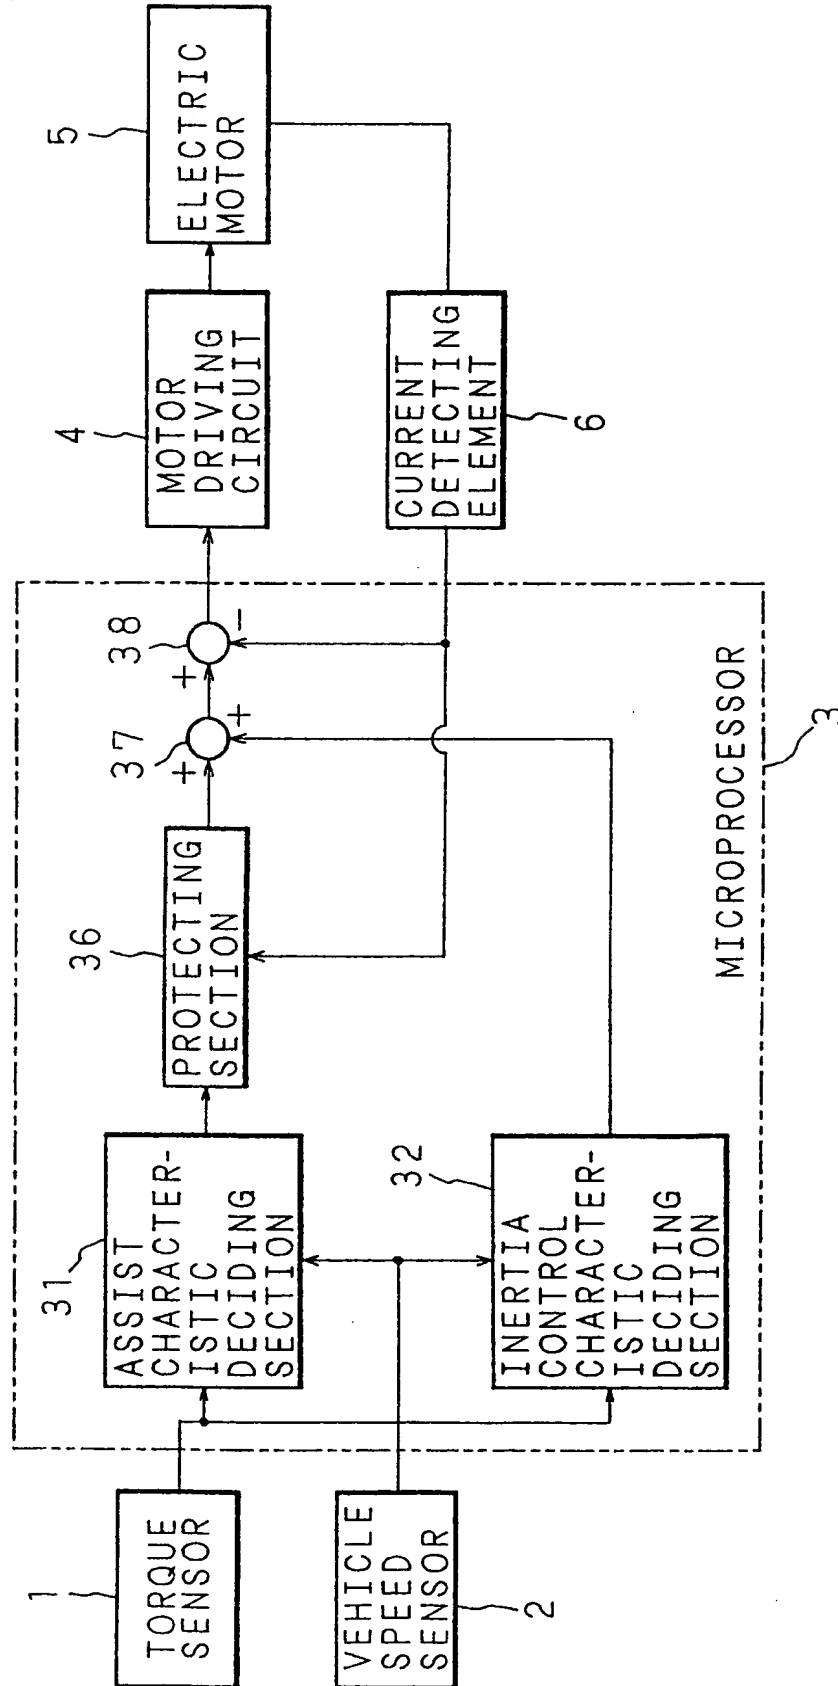 1
TORQUE
SENSOR
VEHICLE
SPEED
SENSOR
2
31
ASSIST
CHARACTER-
ISTIC
DECIDING
SECTION
32
INERTIA
CONTROL
CHARACTER-
ISTIC
DECIDING
SECTION
36
PROTECTING
SECTION
37
+
+
38
+
-
MICROPROCESSOR
3
4
MOTOR
DRIVING
CIRCUIT
CURRENT
DETECTING
ELEMENT
6
5
ELECTRIC
MOTOR